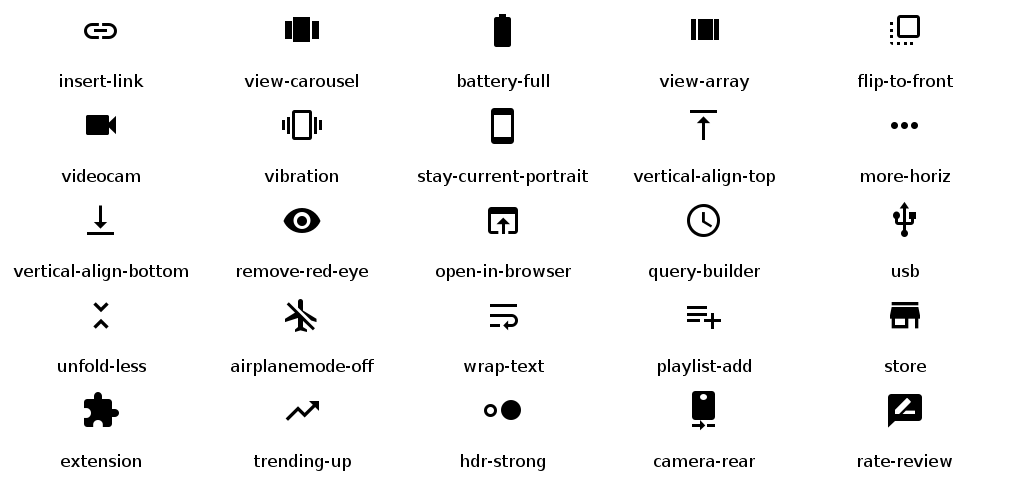 insert-link view-carousel battery-full view-array flip-to-front
videocam vibration stay-current-portrait vertical-align-top more-horiz
vertical-align-bottom remove-red-eye open-in-browser query-builder usb
unfold-less airplanemode-off wrap-text playlist-add store
extension trending-up hdr-strong camera-rear rate-review